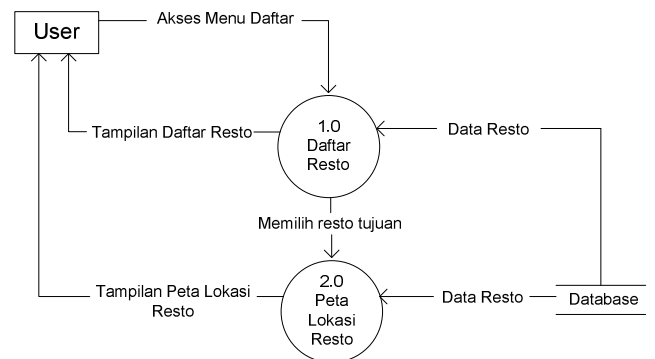 User
Akses Menu Daftar
1.0
Daftar
Resto
Tampilan Daftar Resto
Data Resto
Memilih resto tujuan
2.0
Peta
Lokasi
Resto
Tampilan Peta Lokasi
Resto
Data Resto
Database